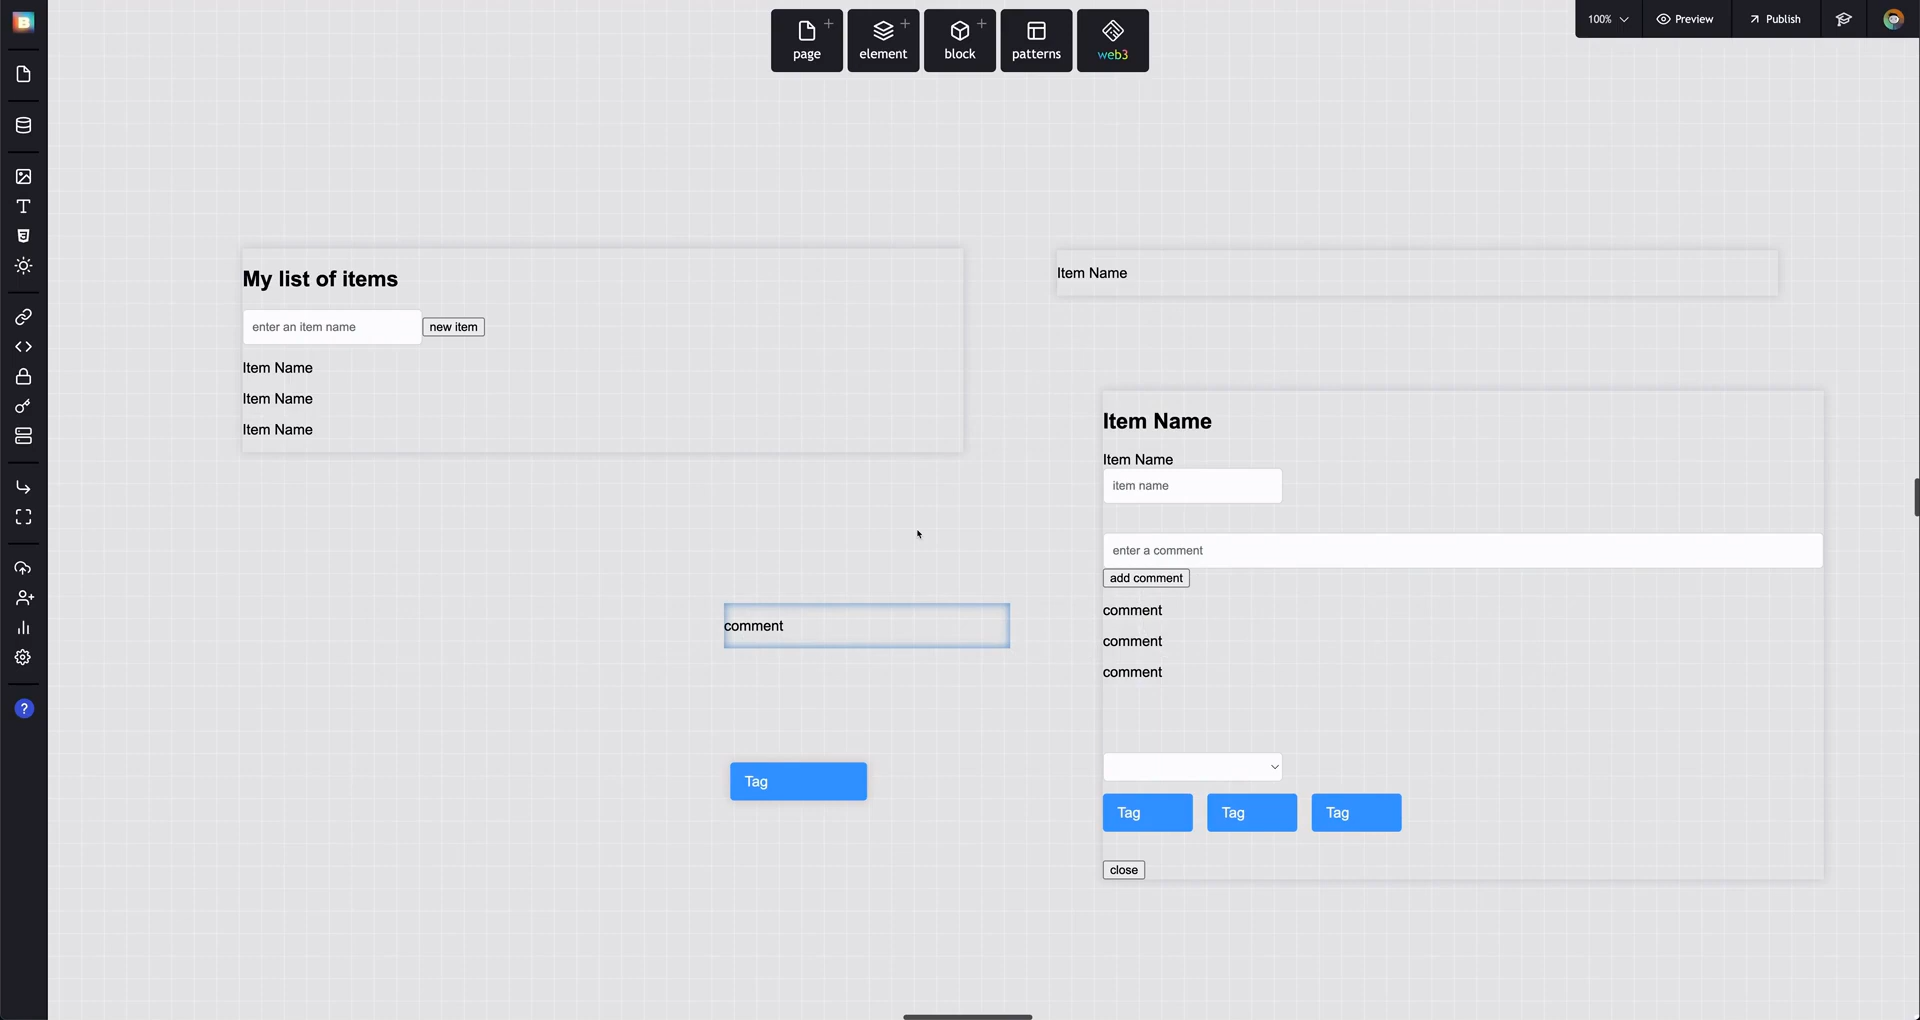 B
page
element
block
patterns
web3
100%
Preview
Publish
My list of items
enter an item name
new item
Item Name
Item Name
Item Name
Item Name
Item Name
Item Name
item name
enter a comment
add comment
comment
comment
comment
comment
Tag
Tag
Tag
Tag
close
?